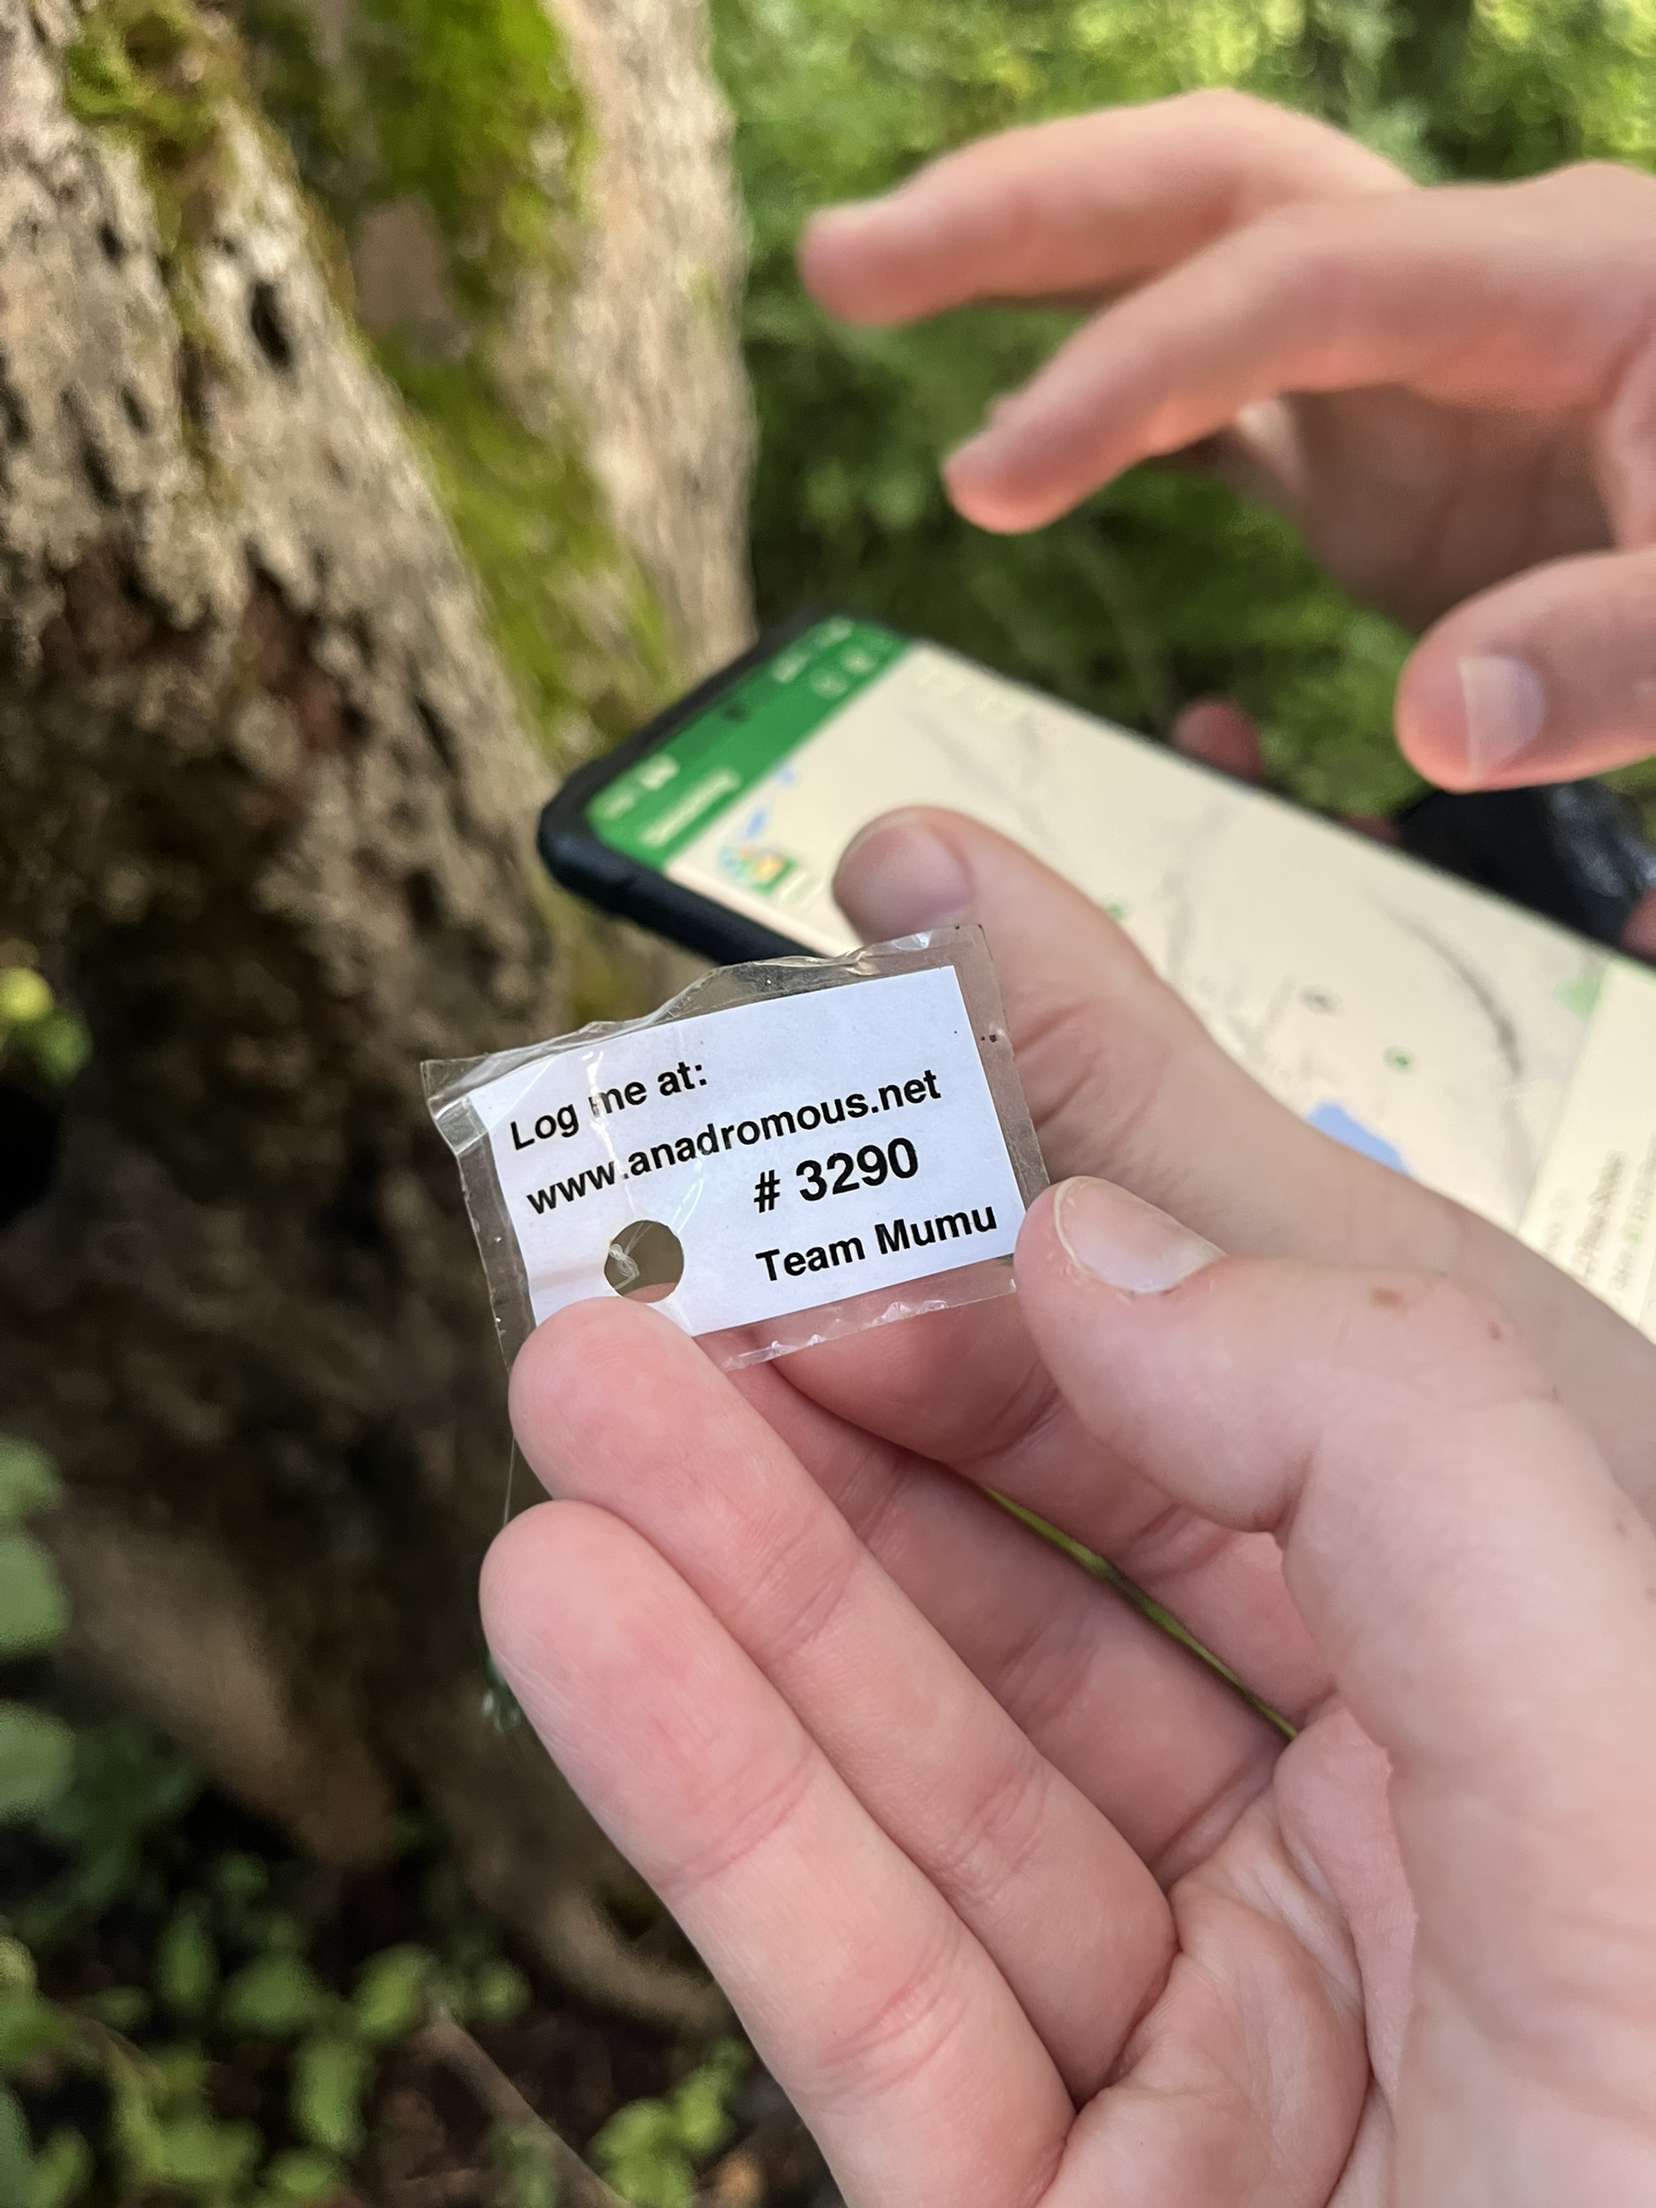 Log me at:
www.anadromous.net
# 3290
Team Mumu